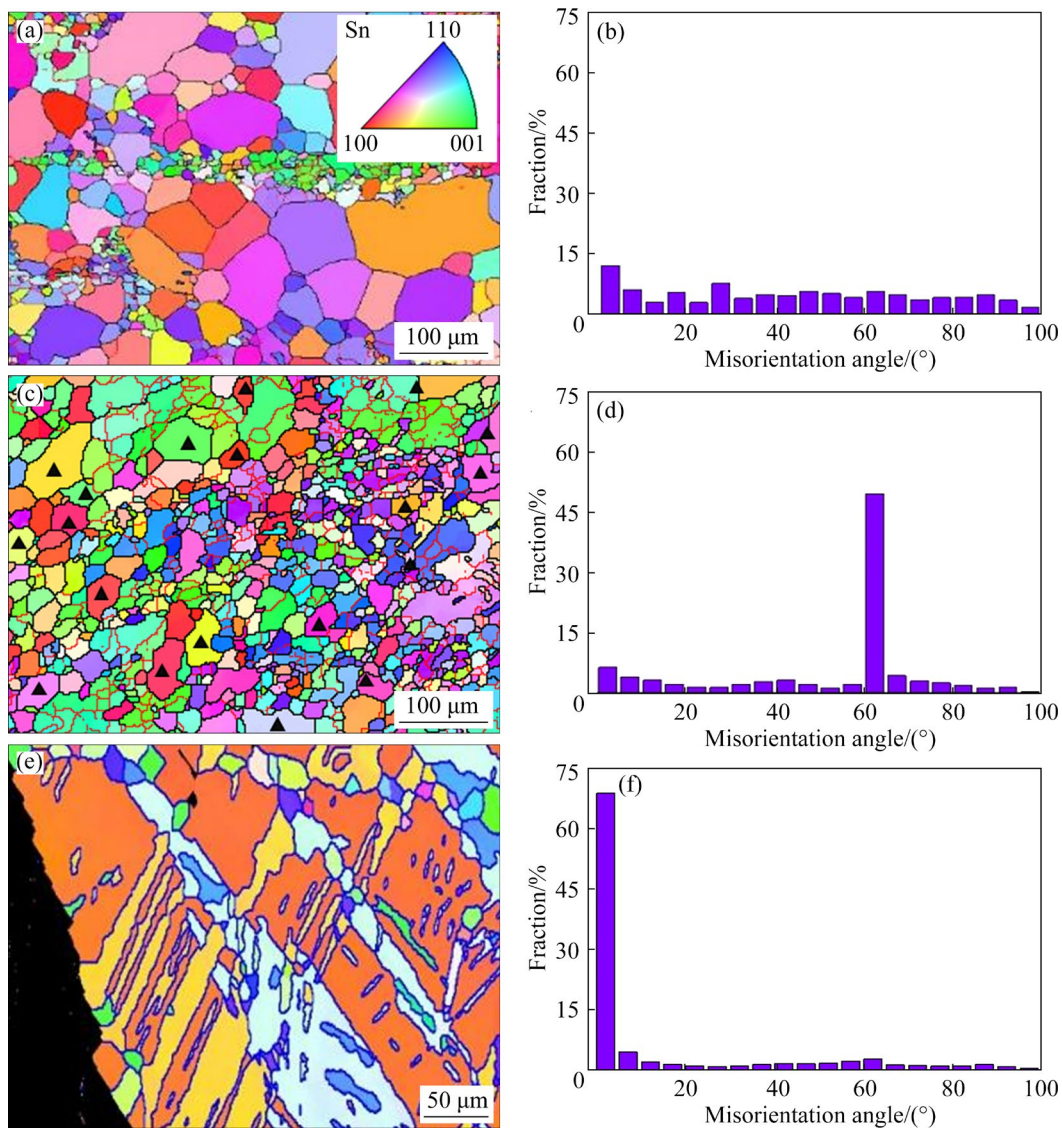 (a)
Sn 110
100 001
100 μm
(b)
Fraction/%
75
60
45
30
15
0 20 40 60 80 100
Misorientation angle/(°)
(c)
100 μm
(d)
Fraction/%
75
60
45
30
15
0 20 40 60 80 100
Misorientation angle/(°)
(e)
50 μm
(f)
Fraction/%
75
60
45
30
15
0 20 40 60 80 100
Misorientation angle/(°)